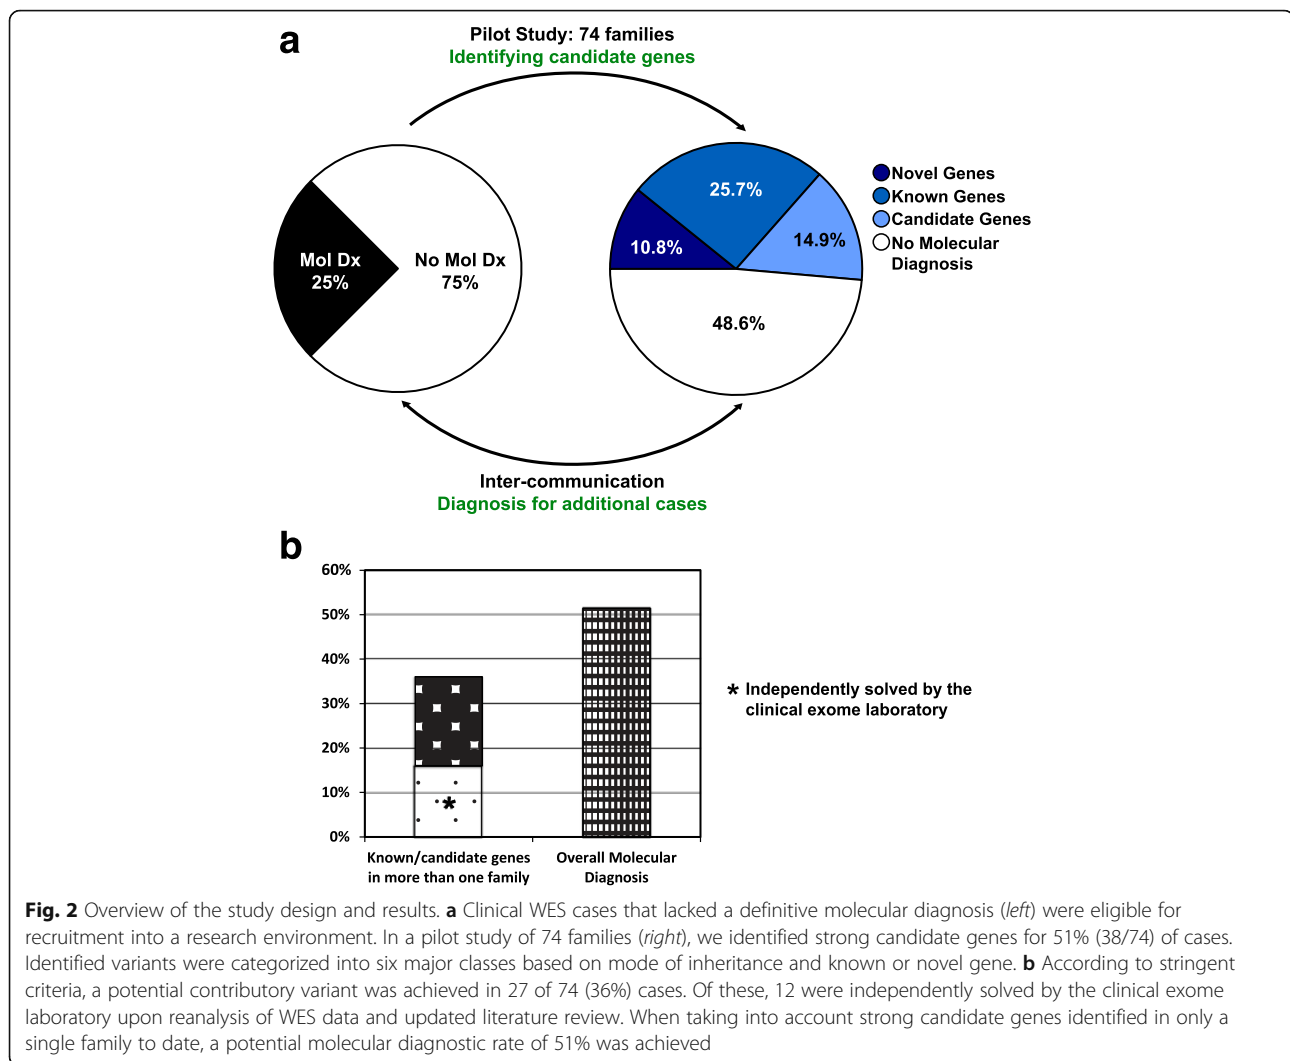 a
Pilot Study: 74 families
Identifying candidate genes
Mol Dx
25%
No Mol Dx
75%
25.7%
10.8%
14.9%
48.6%
Novel Genes
Known Genes
Candidate Genes
No Molecular
Diagnosis
Inter-communication
Diagnosis for additional cases
b
60%
50%
40%
30%
20%
10%
0%
*
Known/candidate genes
in more than one family
Overall Molecular
Diagnosis
* Independently solved by the
clinical exome laboratory
Fig. 2 Overview of the study design and results. a Clinical WES cases that lacked a definitive molecular diagnosis (left) were eligible for
recruitment into a research environment. In a pilot study of 74 families (right), we identified strong candidate genes for 51% (38/74) of cases.
Identified variants were categorized into six major classes based on mode of inheritance and known or novel gene. b According to stringent
criteria, a potential contributory variant was achieved in 27 of 74 (36%) cases. Of these, 12 were independently solved by the clinical exome
laboratory upon reanalysis of WES data and updated literature review. When taking into account strong candidate genes identified in only a
single family to date, a potential molecular diagnostic rate of 51% was achieved